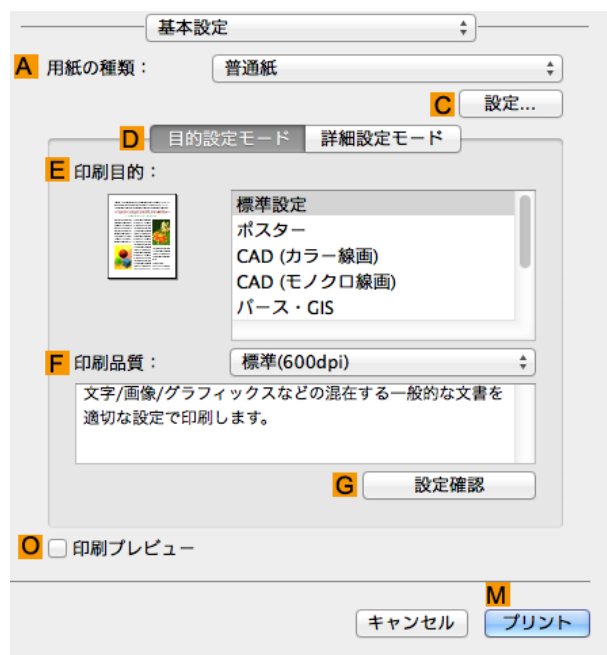 基本設定
A 用紙の種類： 普通紙
C 設定...
D 目的設定モード 詳細設定モード
E 印刷目的：
標準設定
ポスター
CAD (カラー線画)
CAD (モノクロ線画)
パース・GIS
F 印刷品質： 標準(600dpi)
文字/画像/グラフィックスなどの混在する一般的な文書を
適切な設定で印刷します。
G 設定確認
O 印刷プレビュー
M
キャンセル プリント